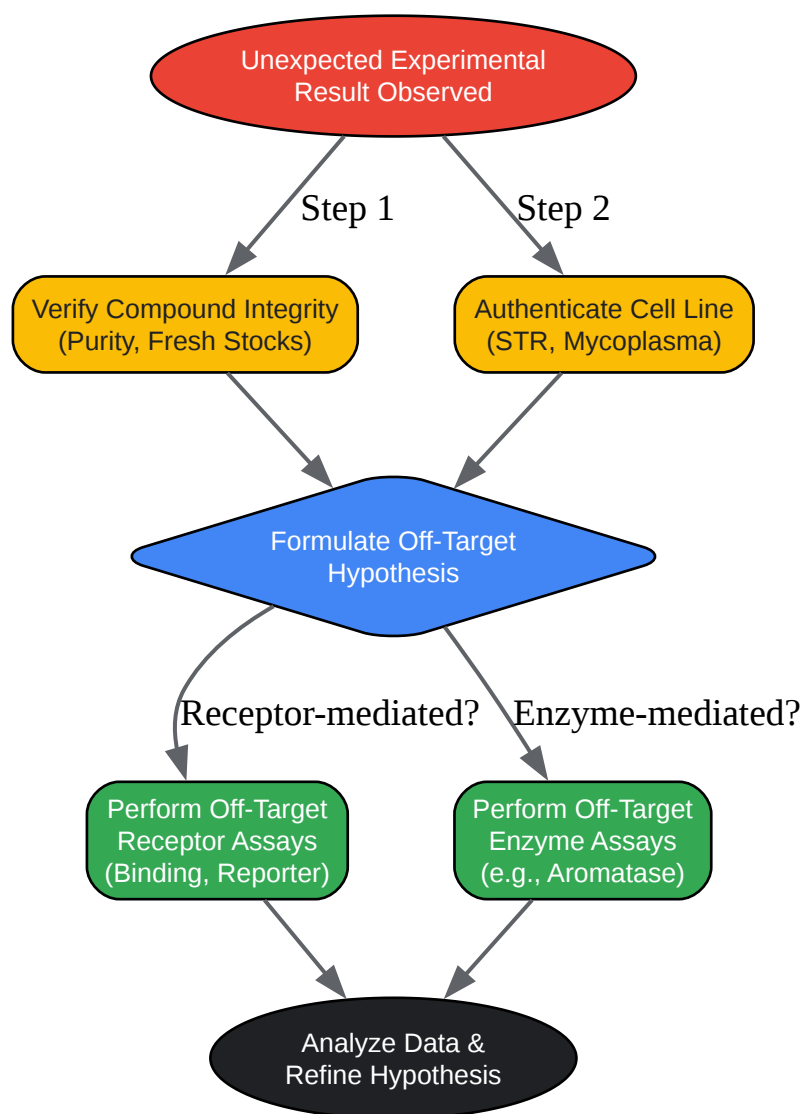 Unexpected Experimental
Result Observed
Step 1
Step 2
Verify Compound Integrity
(Purity, Fresh Stocks)
Authenticate Cell Line
(STR, Mycoplasma)
Formulate Off-Target
Hypothesis
Receptor-mediated?
Enzyme-mediated?
Perform Off-Target
Receptor Assays
(Binding, Reporter)
Perform Off-Target
Enzyme Assays
(e.g., Aromatase)
Analyze Data &
Refine Hypothesis